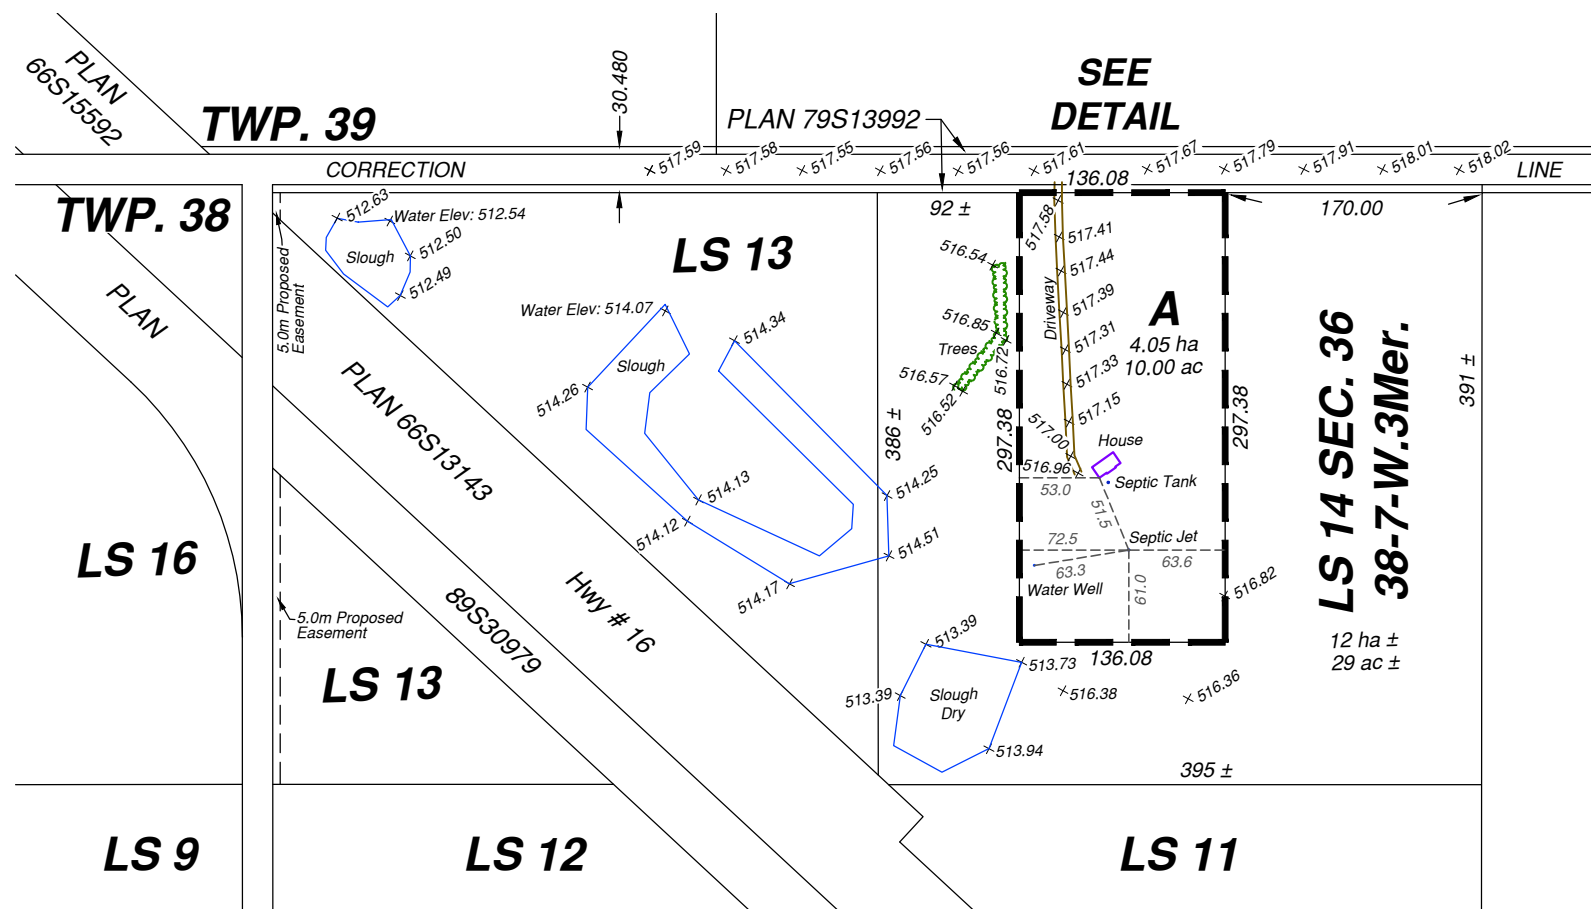 PLAN
66S15592
TWP. 39
30.480
SEE
DETAIL
PLAN 79S13992
CORRECTION
517.59
517.58
517.55
517.56
517.56
517.61
517.67
517.79
517.91
518.01
518.02
LINE
TWP. 38
136.08
92 ±
170.00
512.63
Water Elev: 512.54
512.50
Slough
512.49
5.0m Proposed
Easement
LS 13
PLAN
Water Elev: 514.07
514.34
Slough
514.26
514.13
514.12
514.25
514.51
514.17
PLAN 66S13143
386 ±
516.54
516.85
Trees
516.72
516.57
516.52
517.58
517.41
517.44
517.39
517.31
517.33
517.15
517.00
516.96
Driveway
A
4.05 ha
10.00 ac
297.38
297.38
House
Septic Tank
53.0
51.5
Septic Jet
72.5
63.3
63.6
Water Well
61.0
516.82
136.08
LS 14 SEC. 36
38-7-W.3Mer.
12 ha ±
29 ac ±
391 ±
LS 16
Hwy # 16
89S30979
5.0m Proposed
Easement
LS 13
513.39
513.73
513.39
Slough
Dry
513.94
516.38
516.36
395 ±
LS 9
LS 12
LS 11